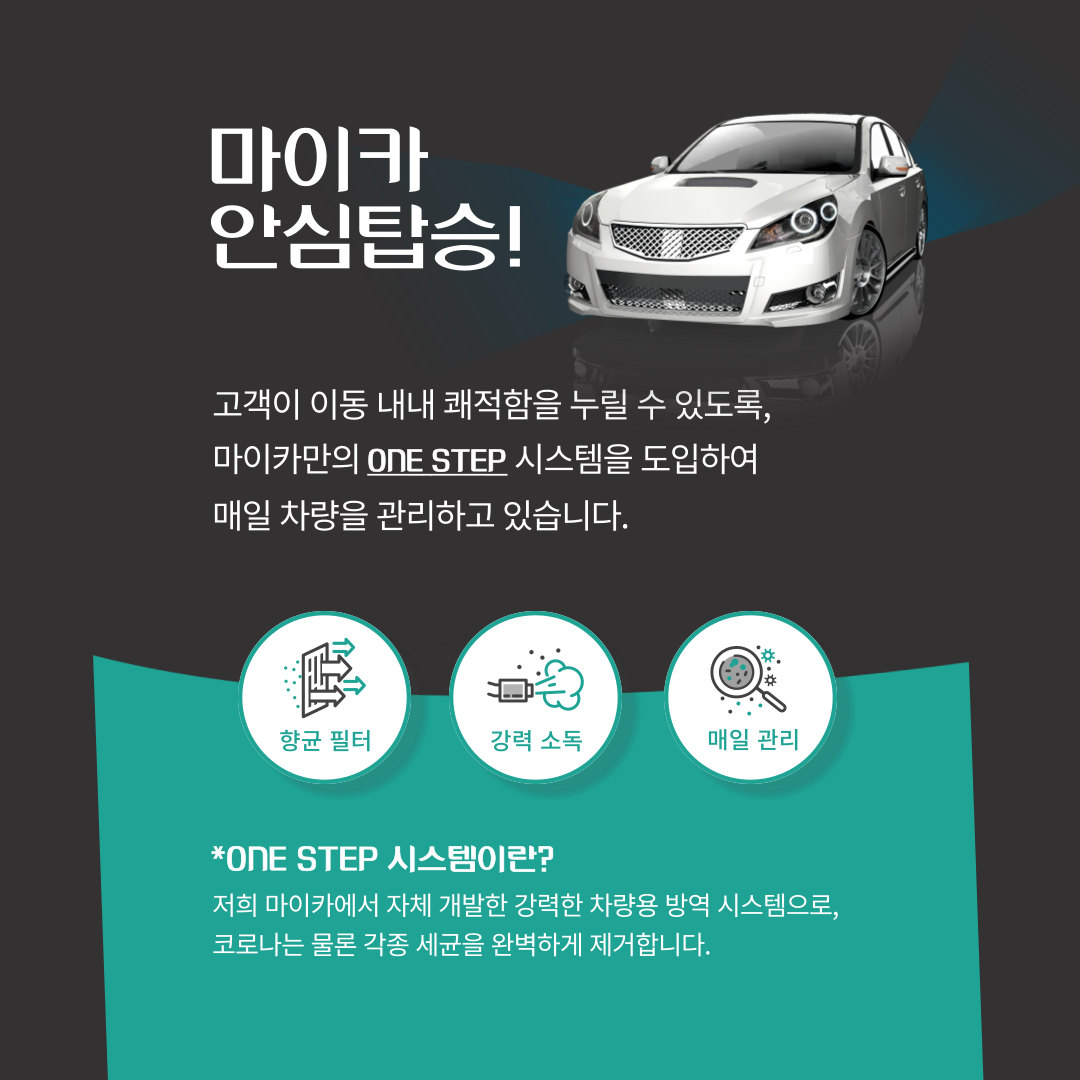 마이카
안심탑승!
고객이 이동 내내 쾌적함을 누릴 수 있도록,
마이카만의 ONE STEP 시스템을 도입하여
매일 차량을 관리하고 있습니다.
향균 필터
강력 소독
매일 관리
*ONE STEP 시스템이란?
저희 마이카에서 자체 개발한 강력한 차량용 방역 시스템으로,
코로나는 물론 각종 세균을 완벽하게 제거합니다.